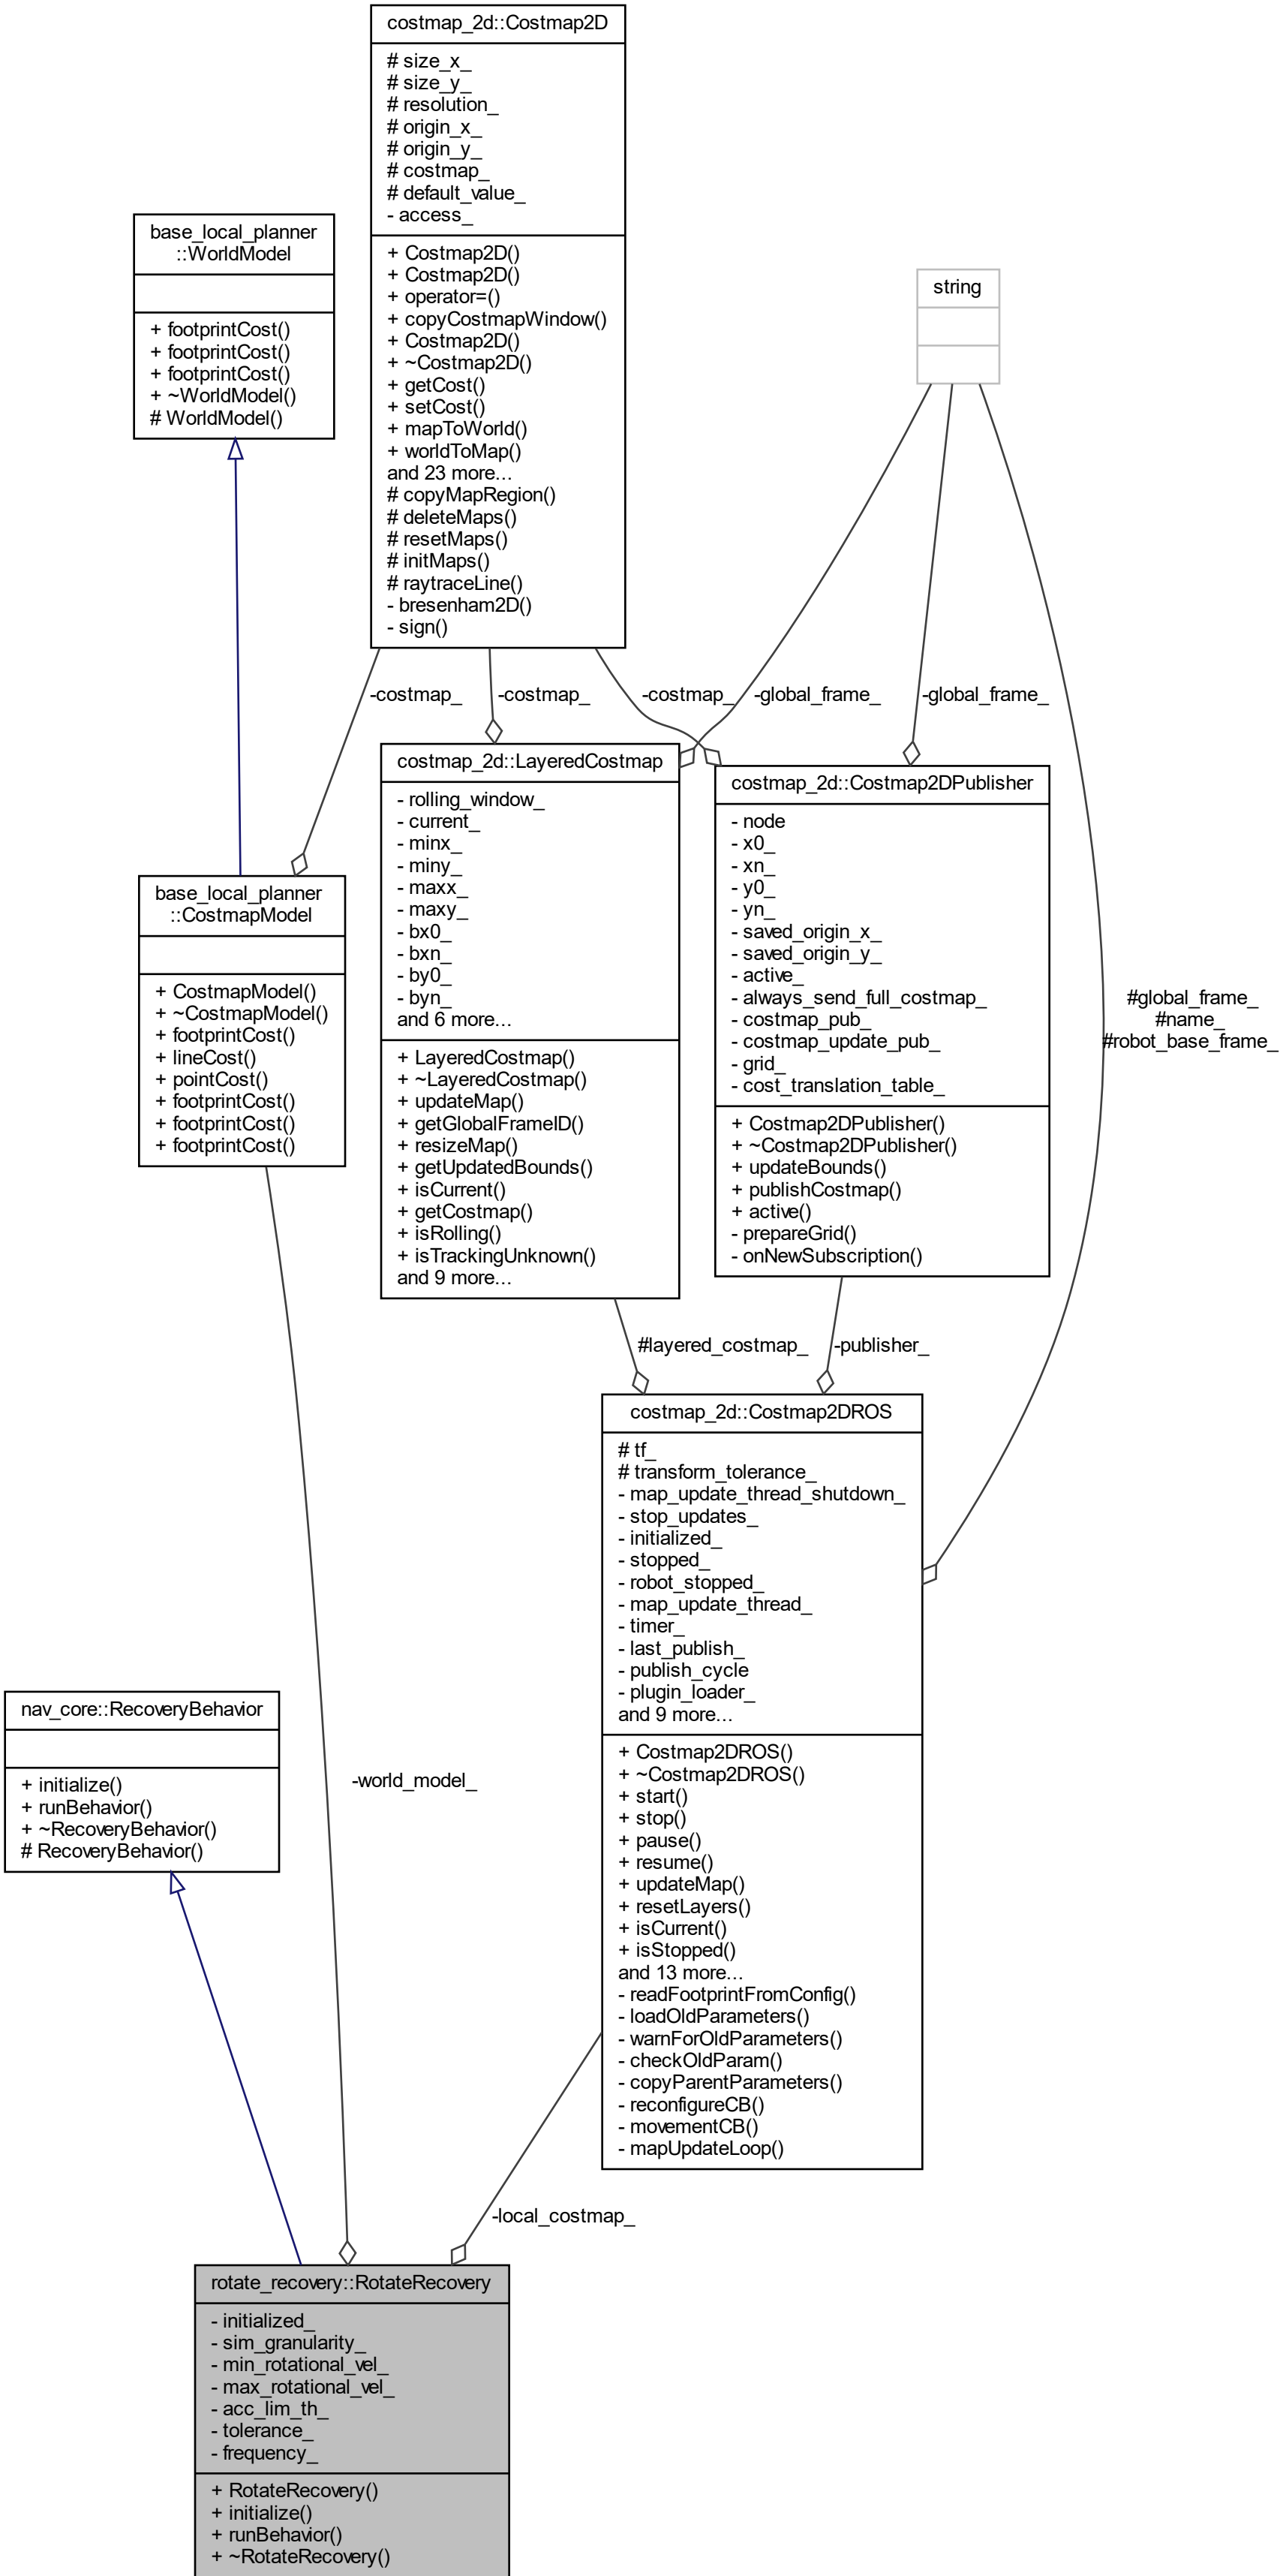 costmap_2d::Costmap2D
# size_x_
# size_y_
# resolution_
# origin_x_
# origin_y_
# costmap_
# default_value_
- access_
+ Costmap2D()
+ Costmap2D()
+ operator=()
+ copyCostmapWindow()
+ Costmap2D()
+ ~Costmap2D()
+ getCost()
+ setCost()
+ mapToWorld()
+ worldToMap()
and 23 more...
# copyMapRegion()
# deleteMaps()
# resetMaps()
# initMaps()
# raytraceLine()
- bresenham2D()
- sign()
base_local_planner
::WorldModel
+ footprintCost()
+ footprintCost()
+ footprintCost()
+ ~WorldModel()
# WorldModel()
string
-costmap_
-costmap_
-costmap_
-global_frame_
-global_frame_
base_local_planner
::CostmapModel
+ CostmapModel()
+ ~CostmapModel()
+ footprintCost()
+ lineCost()
+ pointCost()
+ footprintCost()
+ footprintCost()
+ footprintCost()
costmap_2d::LayeredCostmap
- rolling_window_
- current_
- minx_
- miny_
- maxx_
- maxy_
- bx0_
- bxn_
- by0_
- byn_
and 6 more...
+ LayeredCostmap()
+ ~LayeredCostmap()
+ updateMap()
+ getGlobalFrameID()
+ resizeMap()
+ getUpdatedBounds()
+ isCurrent()
+ getCostmap()
+ isRolling()
+ isTrackingUnknown()
and 9 more...
costmap_2d::Costmap2DPublisher
- node
- x0_
- xn_
- y0_
- yn_
- saved_origin_x_
- saved_origin_y_
- active_
- always_send_full_costmap_
- costmap_pub_
- costmap_update_pub_
- grid_
- cost_translation_table_
+ Costmap2DPublisher()
+ ~Costmap2DPublisher()
+ updateBounds()
+ publishCostmap()
+ active()
- prepareGrid()
- onNewSubscription()
#global_frame_
#name_
#robot_base_frame_
#layered_costmap_
-publisher_
costmap_2d::Costmap2DROS
# tf_
# transform_tolerance_
- map_update_thread_shutdown_
- stop_updates_
- initialized_
- stopped_
- robot_stopped_
- map_update_thread_
- timer_
- last_publish_
- publish_cycle
- plugin_loader_
and 9 more...
+ Costmap2DROS()
+ ~Costmap2DROS()
+ start()
+ stop()
+ pause()
+ resume()
+ updateMap()
+ resetLayers()
+ isCurrent()
+ isStopped()
and 13 more...
- readFootprintFromConfig()
- loadOldParameters()
- warnForOldParameters()
- checkOldParam()
- copyParentParameters()
- reconfigureCB()
- movementCB()
- mapUpdateLoop()
nav_core::RecoveryBehavior
+ initialize()
+ runBehavior()
+ ~RecoveryBehavior()
# RecoveryBehavior()
-world_model_
-local_costmap_
rotate_recovery::RotateRecovery
- initialized_
- sim_granularity_
- min_rotational_vel_
- max_rotational_vel_
- acc_lim_th_
- tolerance_
- frequency_
+ RotateRecovery()
+ initialize()
+ runBehavior()
+ ~RotateRecovery()